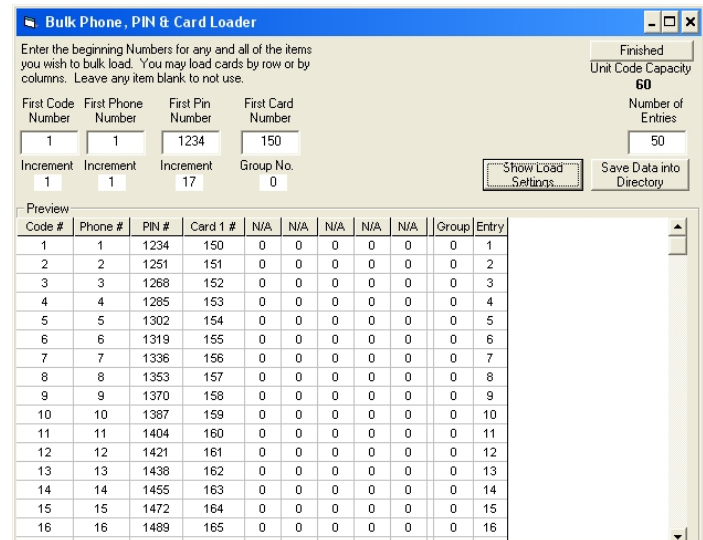 Bulk Phone, PIN & Card Loader
Enter the beginning Numbers for any and all of the items
you wish to bulk load. You may load cards by row or by
columns. Leave any item blank to not use.
Finished
Unit Code Capacity
60
First Code Number
First Phone Number
First Pin Number
First Card Number
Number of Entries
1 1 1234 150 50
Increment Increment Increment Group No.
1 1 17 0
Show Load Settings
Save Data into Directory
Preview
Code # Phone # PIN # Card 1 # N/A N/A N/A N/A N/A Group Entry
1 1 1234 150 0 0 0 0 0 0 1
2 2 1251 151 0 0 0 0 0 0 2
3 3 1268 152 0 0 0 0 0 0 3
4 4 1285 153 0 0 0 0 0 0 4
5 5 1302 154 0 0 0 0 0 0 5
6 6 1319 155 0 0 0 0 0 0 6
7 7 1336 156 0 0 0 0 0 0 7
8 8 1353 157 0 0 0 0 0 0 8
9 9 1370 158 0 0 0 0 0 0 9
10 10 1387 159 0 0 0 0 0 0 10
11 11 1404 160 0 0 0 0 0 0 11
12 12 1421 161 0 0 0 0 0 0 12
13 13 1438 162 0 0 0 0 0 0 13
14 14 1455 163 0 0 0 0 0 0 14
15 15 1472 164 0 0 0 0 0 0 15
16 16 1489 165 0 0 0 0 0 0 16